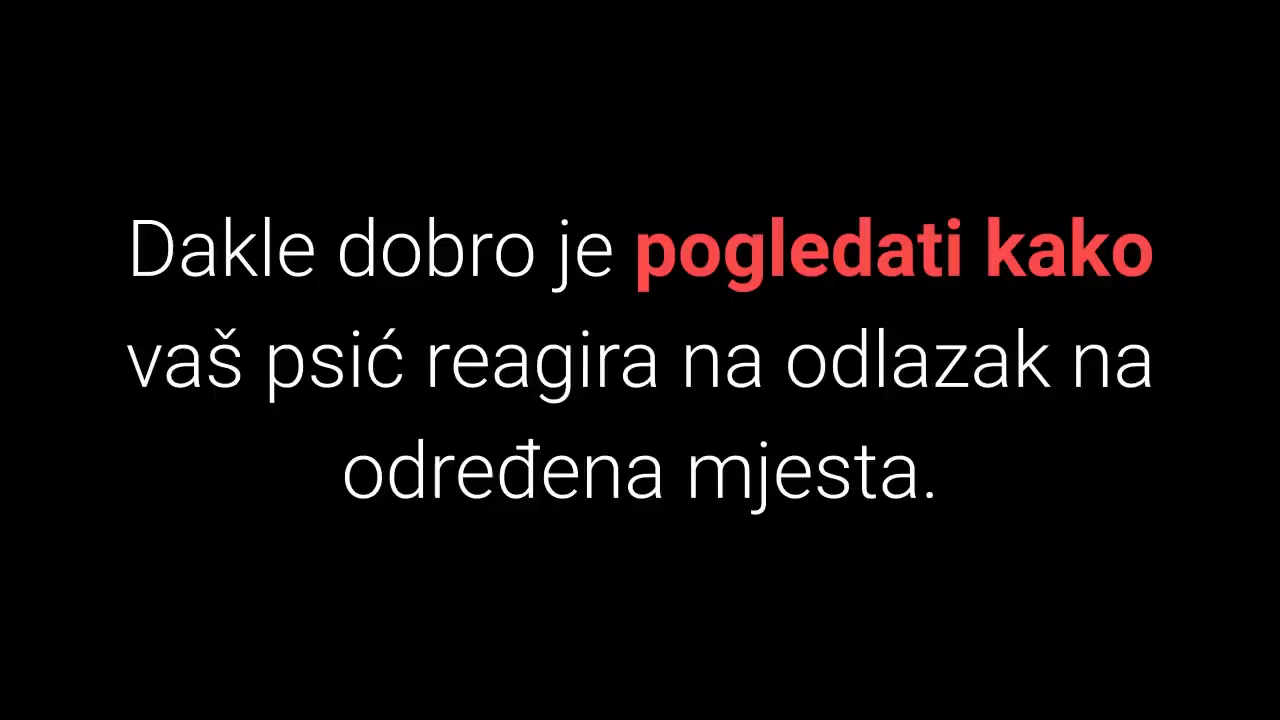 Dakle dobro je pogledati kako
vaš psić reagira na odlazak na
određena mjesta.